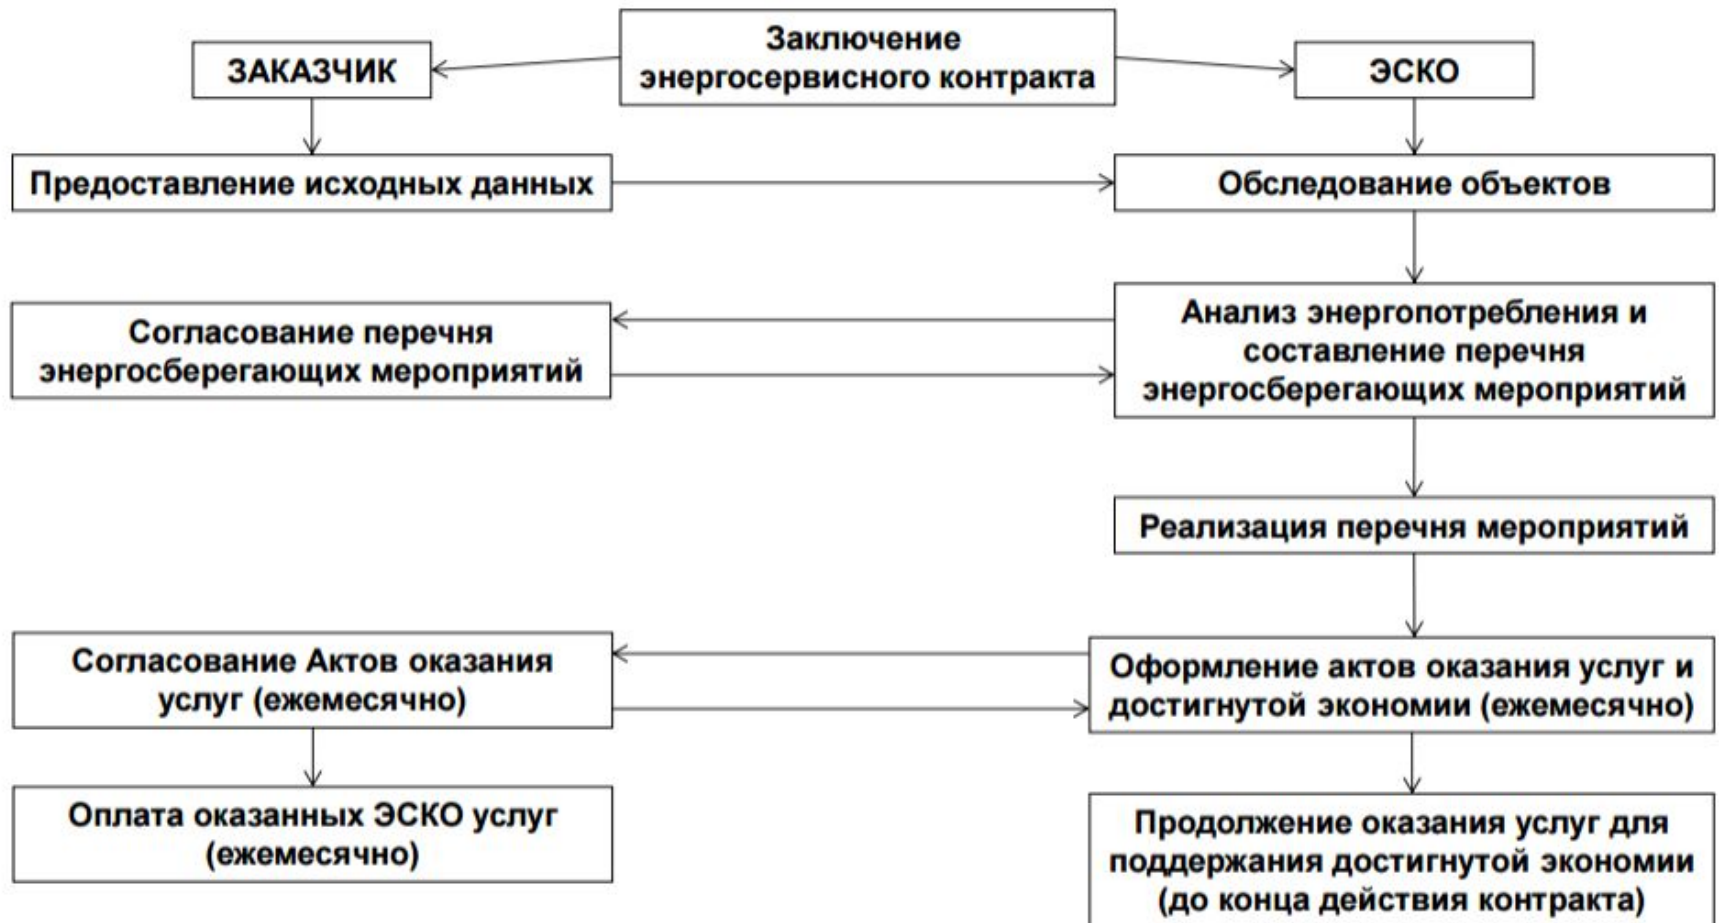 Заключение
энергосервисного контракта
ЗАКАЗЧИК
ЭСКО
Предоставление исходных данных
Обследование объектов
Согласование перечня
энергосберегающих мероприятий
Анализ энергопотребления и
составление перечня
энергосберегающих мероприятий
Реализация перечня мероприятий
Согласование Актов оказания
услуг (ежемесячно)
Оформление актов оказания услуг и
достигнутой экономии (ежемесячно)
Оплата оказанных ЭСКО услуг
(ежемесячно)
Продолжение оказания услуг для
поддержания достигнутой экономии
(до конца действия контракта)